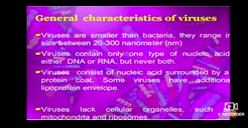 General characteristics of viruses
Viruses are smaller than bacteria, they range in
size between 20-300 nanometer (nm)
Viruses contain only one type of nucleic acid
either DNA or RNA, but never both.
Viruses consist of nucleic acid surrounded by a
protein coat. Some viruses have additional
lipoprotein envelope.
Viruses lack cellular organelles, such
mitochondria and ribosomes.